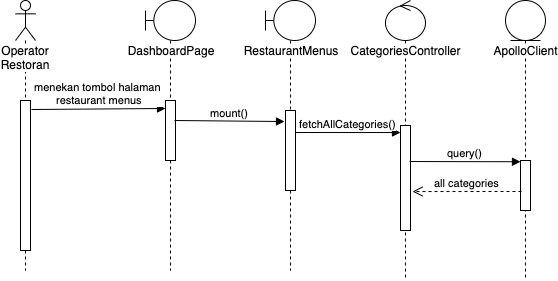 Operator
Restoran
DashboardPage
RestaurantMenus
CategoriesController
ApolloClient
menekan tombol halaman
restaurant menus
mount()
fetchAllCategories()
query()
all categories